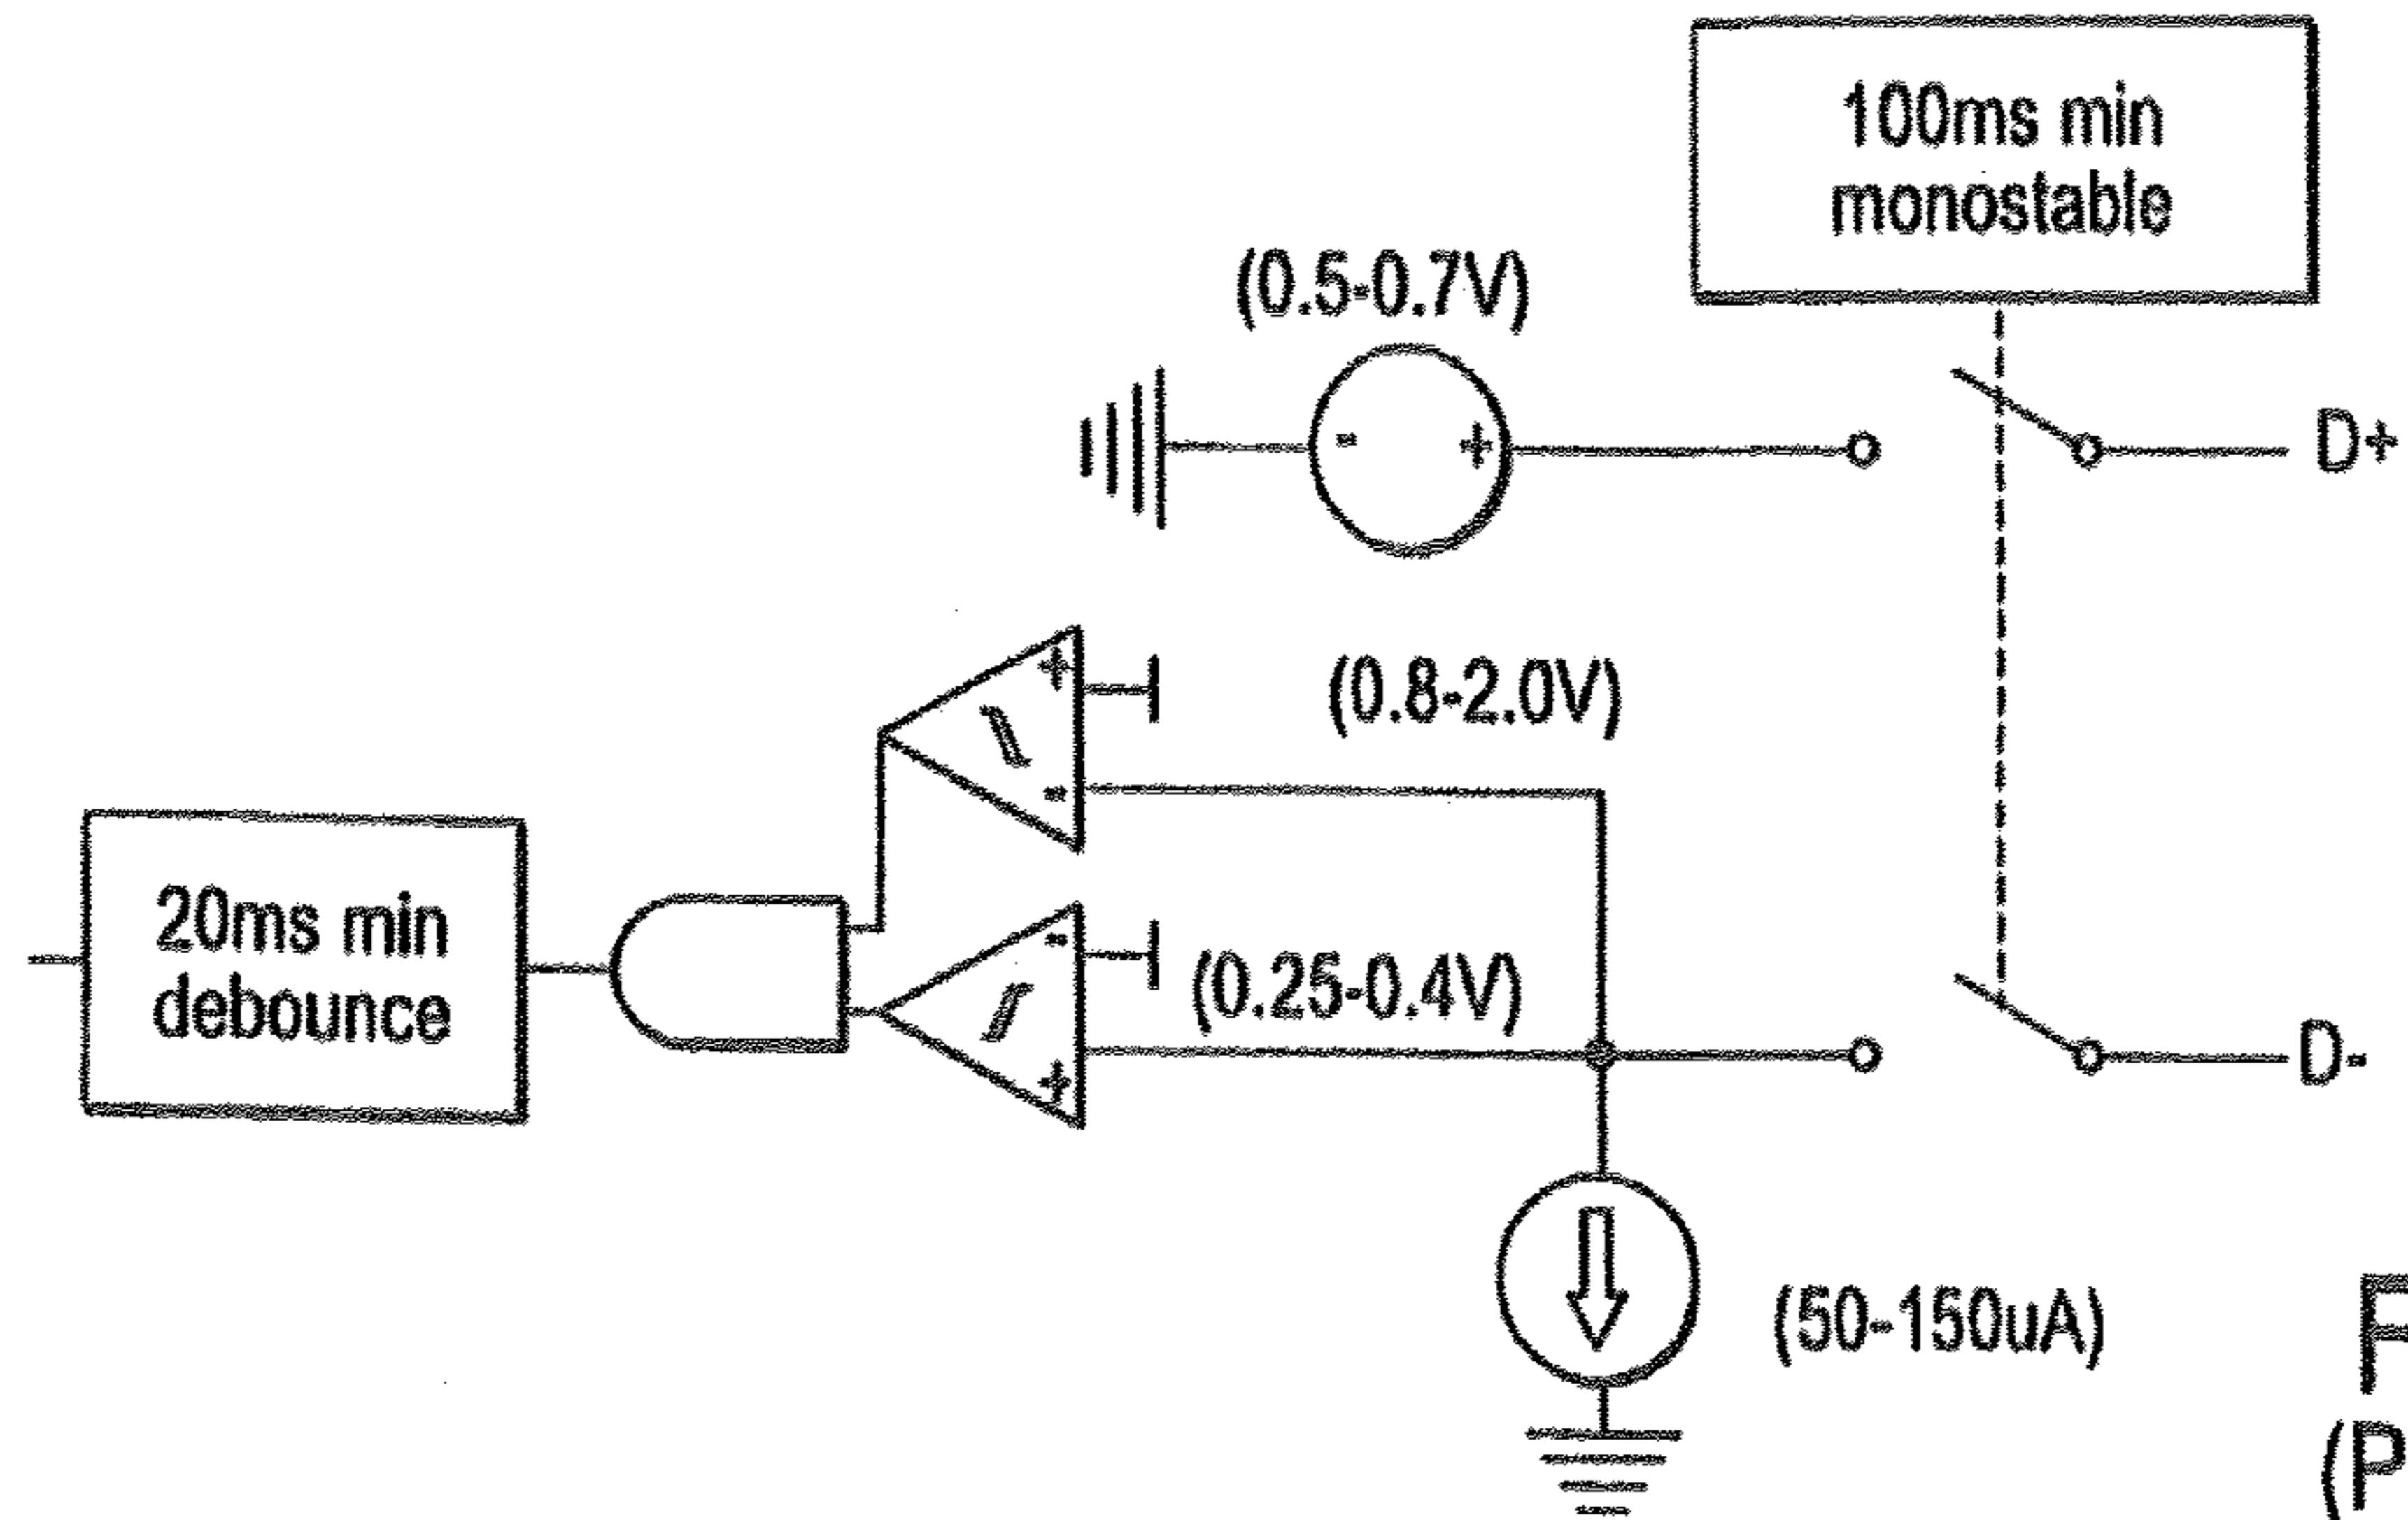 100ms min
monostable
(0.5-0.7V)
- +
D+
+
(0.8-2.0V)
-
20ms min
debounce
-
(0.25-0.4V)
+
D-
(50-150uA)
F
(P